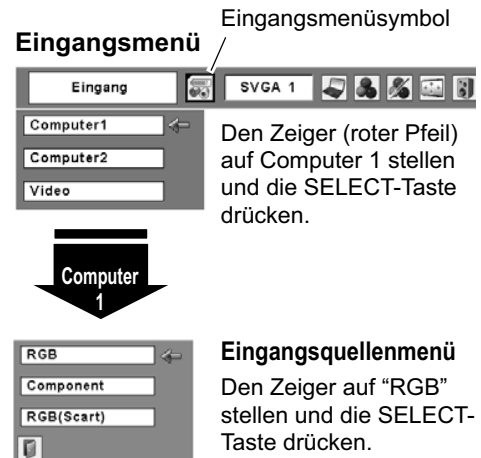 Eingangsmenüsymbol
Eingangsmenü
Eingang
SVGA 1
Computer1
Computer2
Video
Den Zeiger (roter Pfeil)
auf Computer 1 stellen
und die SELECT-Taste
drücken.
Computer
1
RGB
Component
RGB(Scart)
Eingangsquellenmenü
Den Zeiger auf “RGB”
stellen und die SELECT-
Taste drücken.